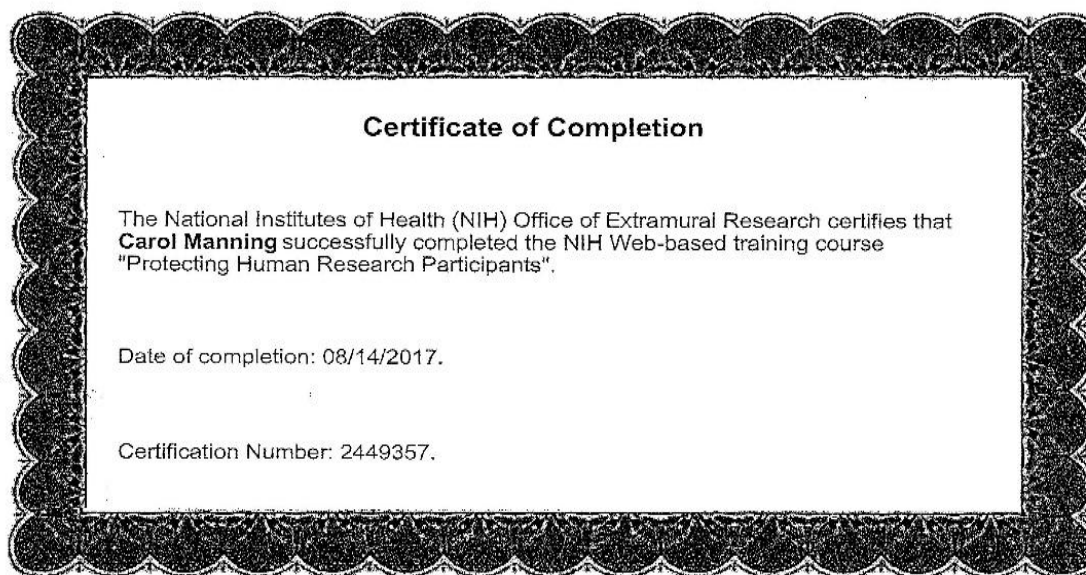 Certificate of Completion
The National Institutes of Health (NIH) Office of Extramural Research certifies that
Carol Manning successfully completed the NIH Web-based training course
"Protecting Human Research Participants".
Date of completion: 08/14/2017.
Certification Number: 2449357.